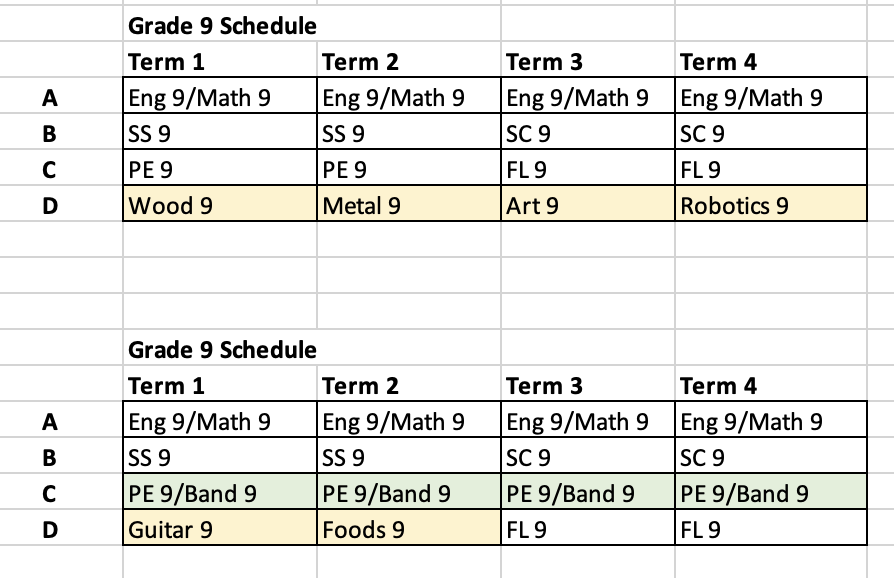 Grade 9 Schedule
Term 1 Term 2 Term 3 Term 4
A Eng 9/Math 9 Eng 9/Math 9 Eng 9/Math 9 Eng 9/Math 9
B SS 9 SS 9 SC 9 SC 9
C PE 9 PE 9 FL 9 FL 9
D Wood 9 Metal 9 Art 9 Robotics 9
Grade 9 Schedule
Term 1 Term 2 Term 3 Term 4
A Eng 9/Math 9 Eng 9/Math 9 Eng 9/Math 9 Eng 9/Math 9
B SS 9 SS 9 SC 9 SC 9
C PE 9/Band 9 PE 9/Band 9 PE 9/Band 9 PE 9/Band 9
D Guitar 9 Foods 9 FL 9 FL 9